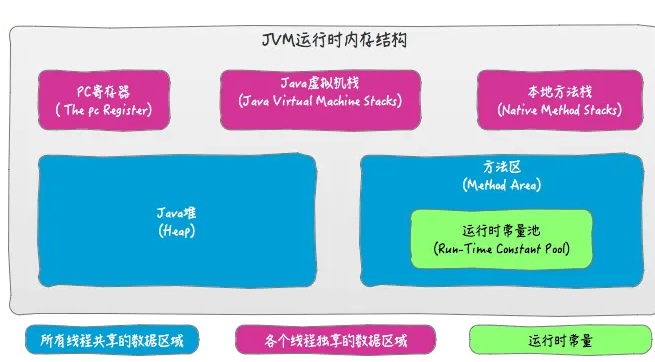 JVM运行时内存结构
PC寄存器
( The pc Register)
Java虚拟机栈
(Java Virtual Machine Stacks)
本地方法栈
(Native Method Stacks)
Java堆
(Heap)
方法区
(Method Area)
运行时常量池
(Run-Time Constant Pool)
所有线程共享的数据区域
各个线程独享的数据区域
运行时常量